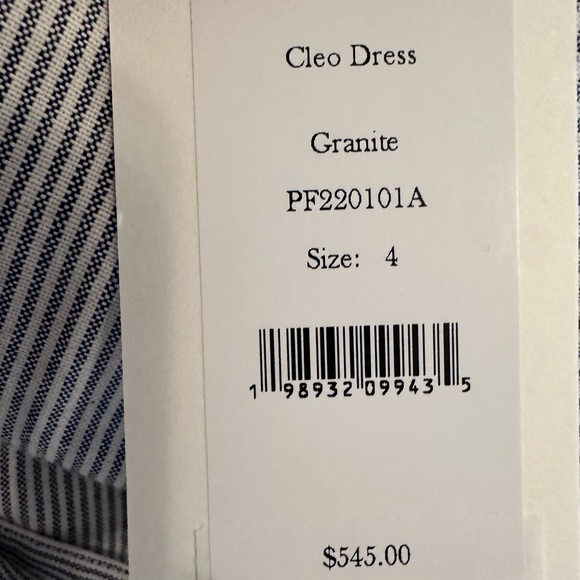 Cleo Dress
Granite
PF220101A
Size: 4
1 98932 09943 5
$545.00